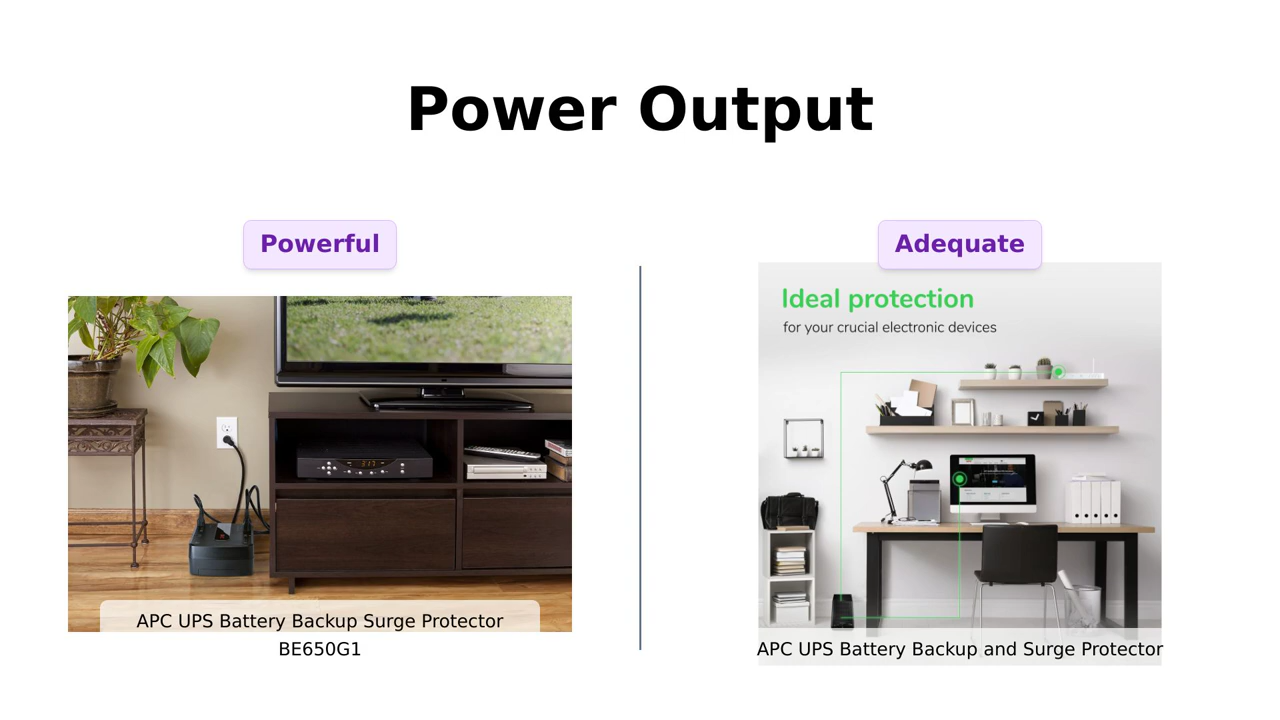 Power Output
Powerful
APC UPS Battery Backup Surge Protector
BE650G1
Adequate
Ideal protection
for your crucial electronic devices
APC UPS Battery Backup and Surge Protector